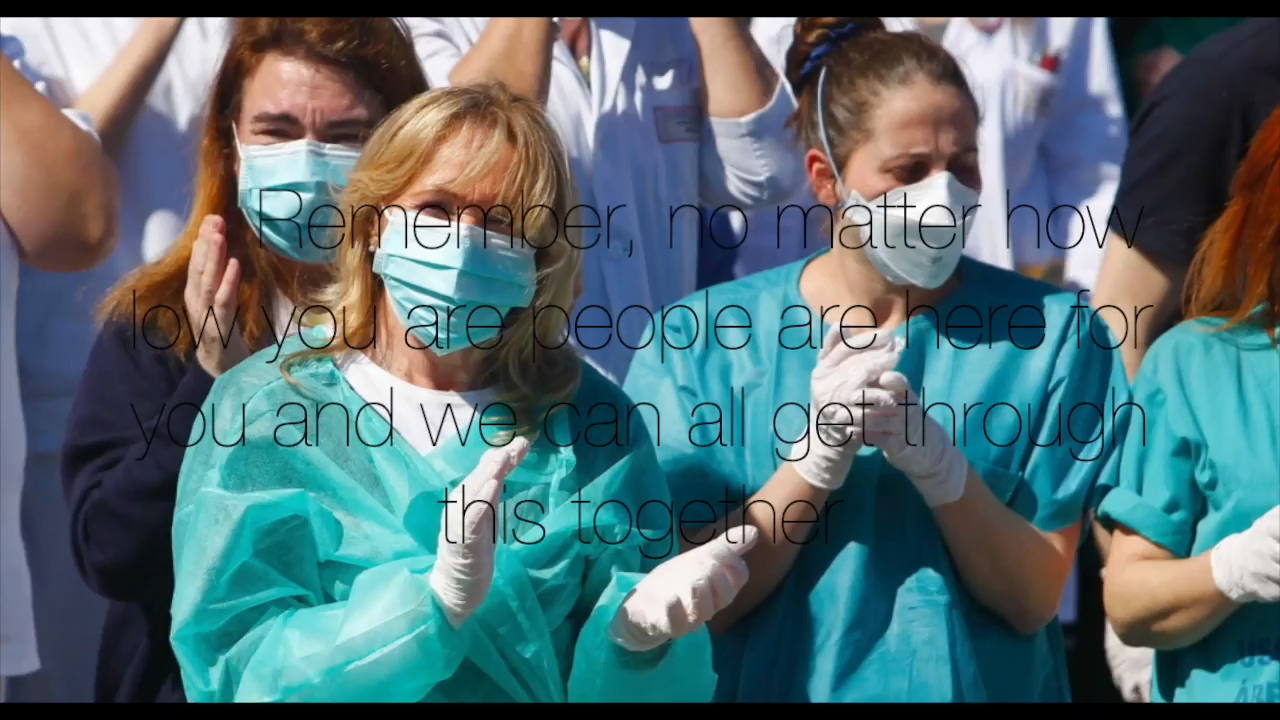 Remember, no matter how
low you are people are here for
you and we can all get through
this together